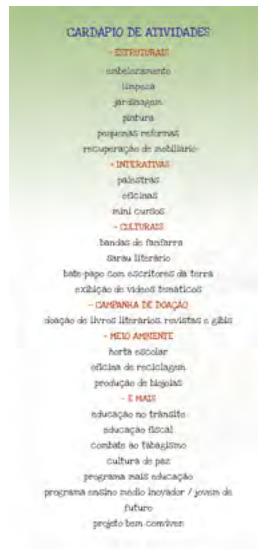 CARDÁPIO DE ATIVIDADES
- ESTRUTURAIS
embelezamento
limpeza
jardinagem
pintura
pequenas reformas
recuperação de mobiliário
- INTERATIVAS
palestras
oficinas
mini cursos
- CULTURAIS
bandas de fanfarra
sarau literário
bate-papo com escritores da terra
exibição de vídeos temáticos
- CAMPANHA DE DOAÇÃO
doação de livros literários, revistas e gibis
- MEIO AMBIENTE
horta escolar
oficina de reciclagem
produção de biojoias
- E MAIS
educação no trânsito
educação fiscal
combate ao tabagismo
cultura de paz
programa mais educação
programa ensino médio inovador / jovem de
futuro
projeto bem conviver